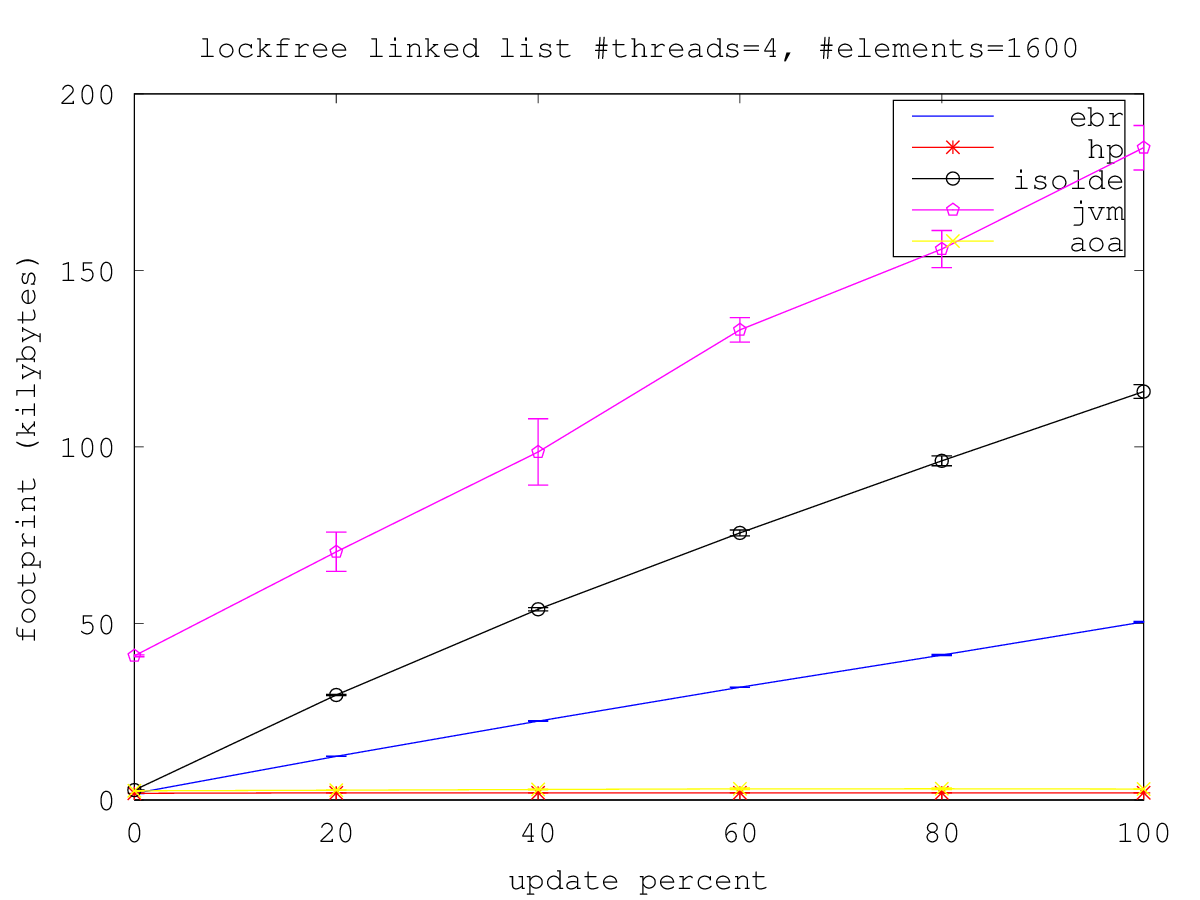 lockfree linked list #threads=4, #elements=1600
200
150
100
50
0
footprint (kilybytes)
ebr
hp
isolde
jvm
aoa
0 20 40 60 80 100
update percent